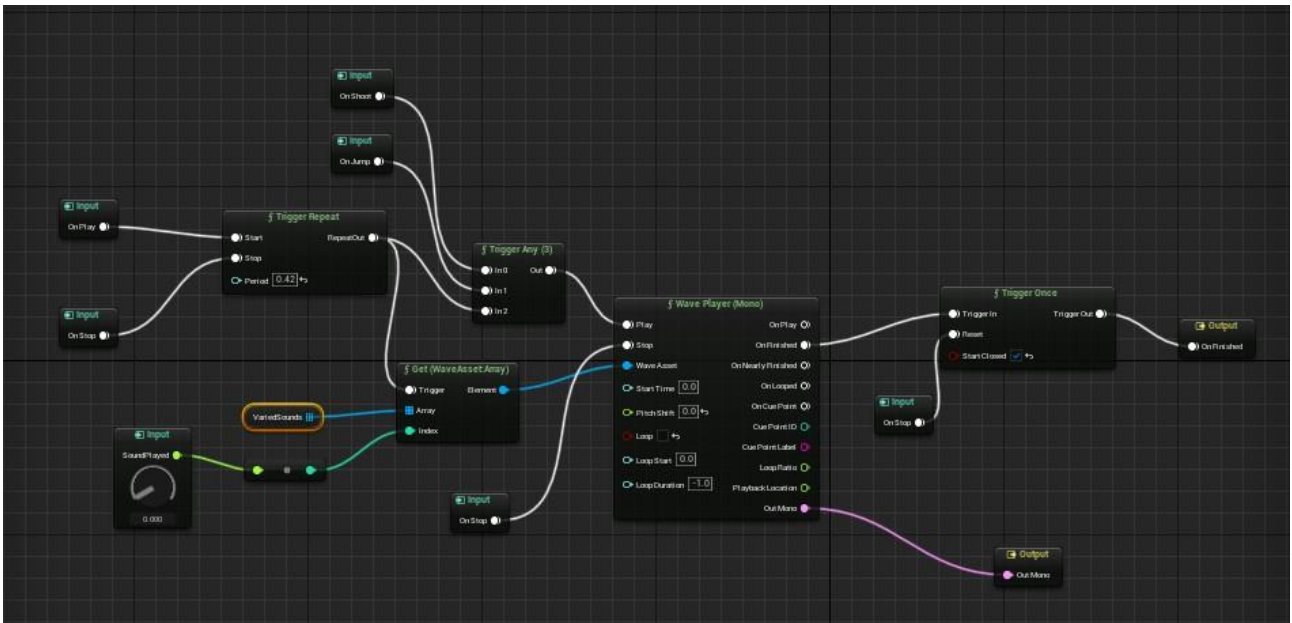 Input
OnShoot
Input
OnJump
Input
OnPlay
Input
OnStop
ƒ Trigger Repeat
Start RepeatOut
Stop
Period 0.42
ƒ Trigger Any (3)
In 0 Out
In 1
In 2
ƒ Get (WaveAsset:Array)
Trigger Element
Array
Index
VariedSounds
Input
SoundPlayed
0.000
Input
OnStop
ƒ Wave Player (Mono)
Play OnPlay
Stop OnFinished
Wave Asset OnNearlyFinished
Start Time 0.0 OnLooped
Pitch Shift 0.0 OnCuePoint
Loop Cue Point ID
Loop Start 0.0 Cue Point Label
Loop Duration -1.0 Loop Ratio
Playback Location
Out Mono
Input
OnStop
ƒ Trigger Once
Trigger In Trigger Out
Reset
Start Closed
Output
OnFinished
Output
Out Mono